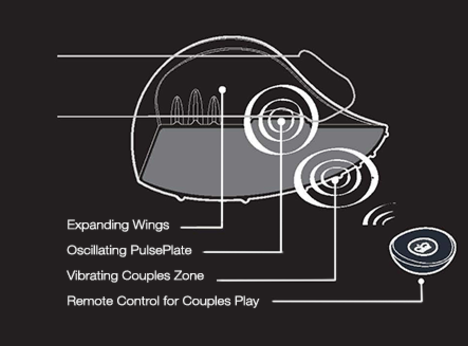 Expanding Wings
Oscillating PulsePlate
Vibrating Couples Zone
Remote Control for Couples Play